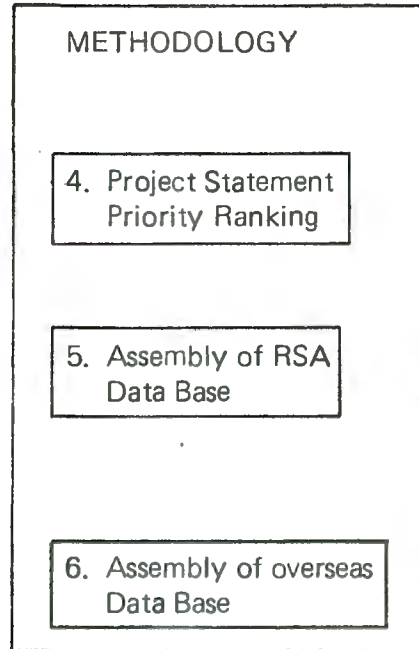 METHODOLOGY
4. Project Statement
Priority Ranking
5. Assembly of RSA
Data Base
6. Assembly of overseas
Data Base